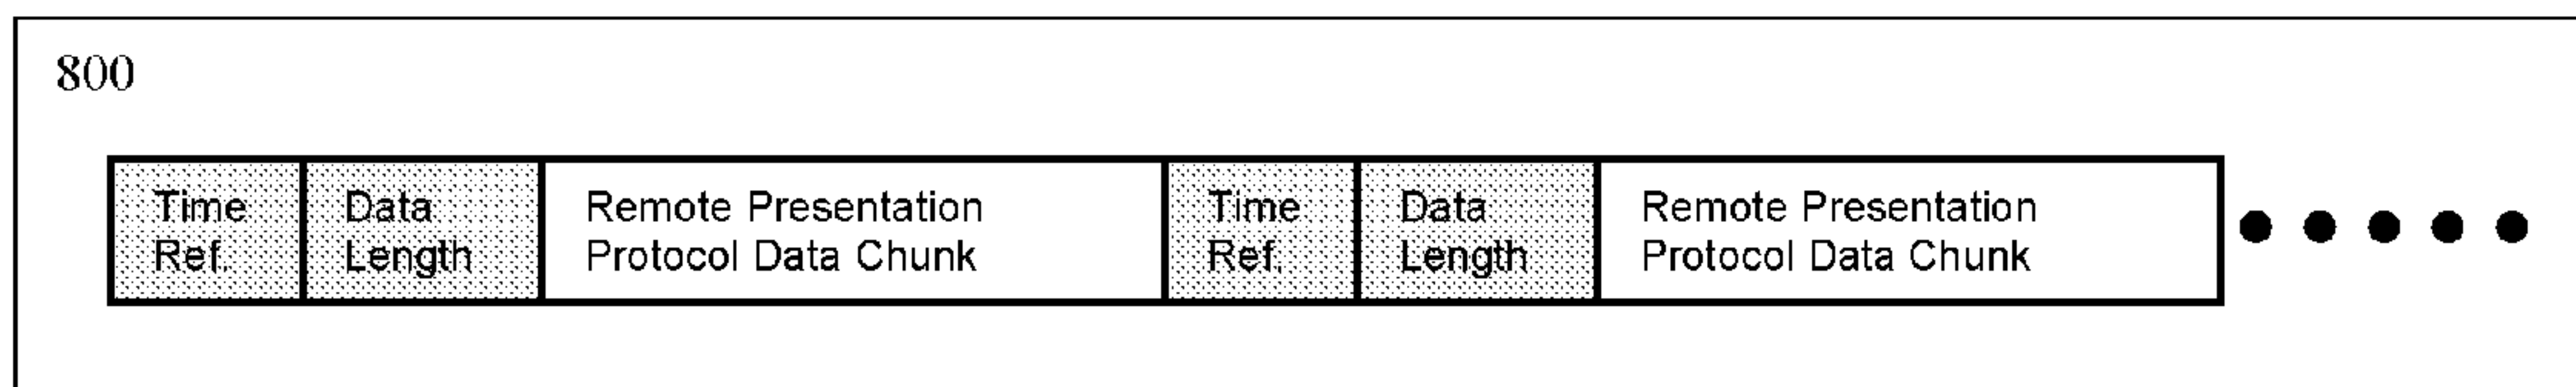 800
Time Ref.
Data Length
Remote Presentation
Protocol Data Chunk
Time Ref.
Data Length
Remote Presentation
Protocol Data Chunk